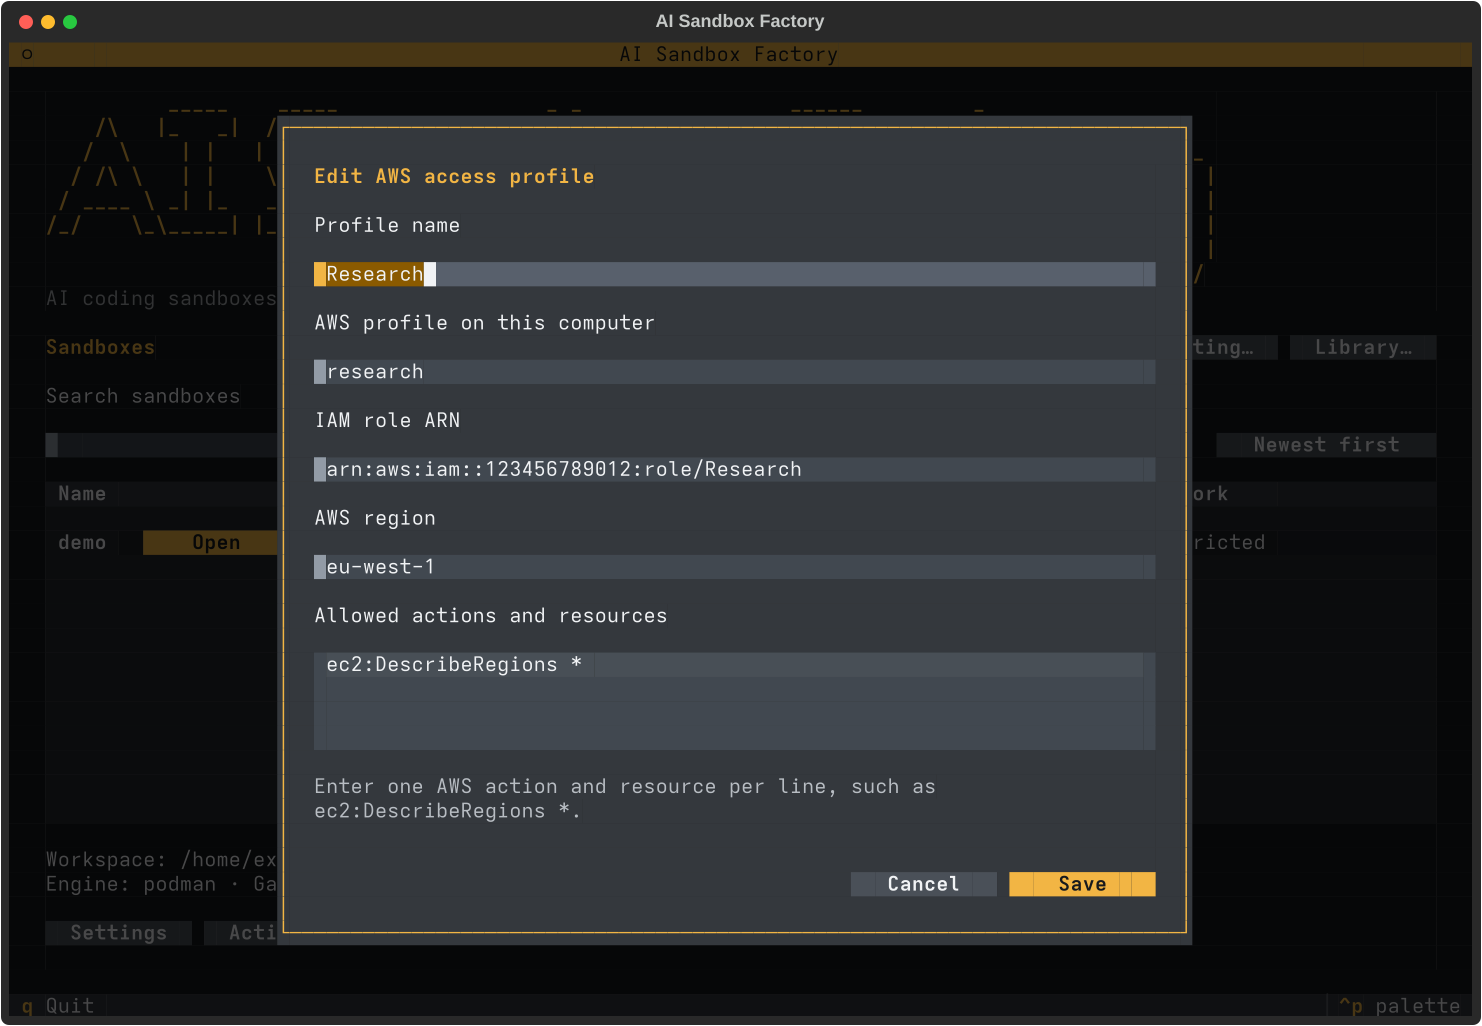 AI Sandbox Factory
O AI Sandbox Factory
Edit AWS access profile
Profile name
Research
AI coding sandboxes
AWS profile on this computer
Sandboxes
ting… Library…
research
Search sandboxes
IAM role ARN
Newest first
arn:aws:iam::123456789012:role/Research
Name
ork
AWS region
demo Open
ricted
eu-west-1
Allowed actions and resources
ec2:DescribeRegions *
Enter one AWS action and resource per line, such as
ec2:DescribeRegions *.
Workspace: /home/ex
Engine: podman · Ga
Cancel Save
Settings Acti
q Quit
^p palette